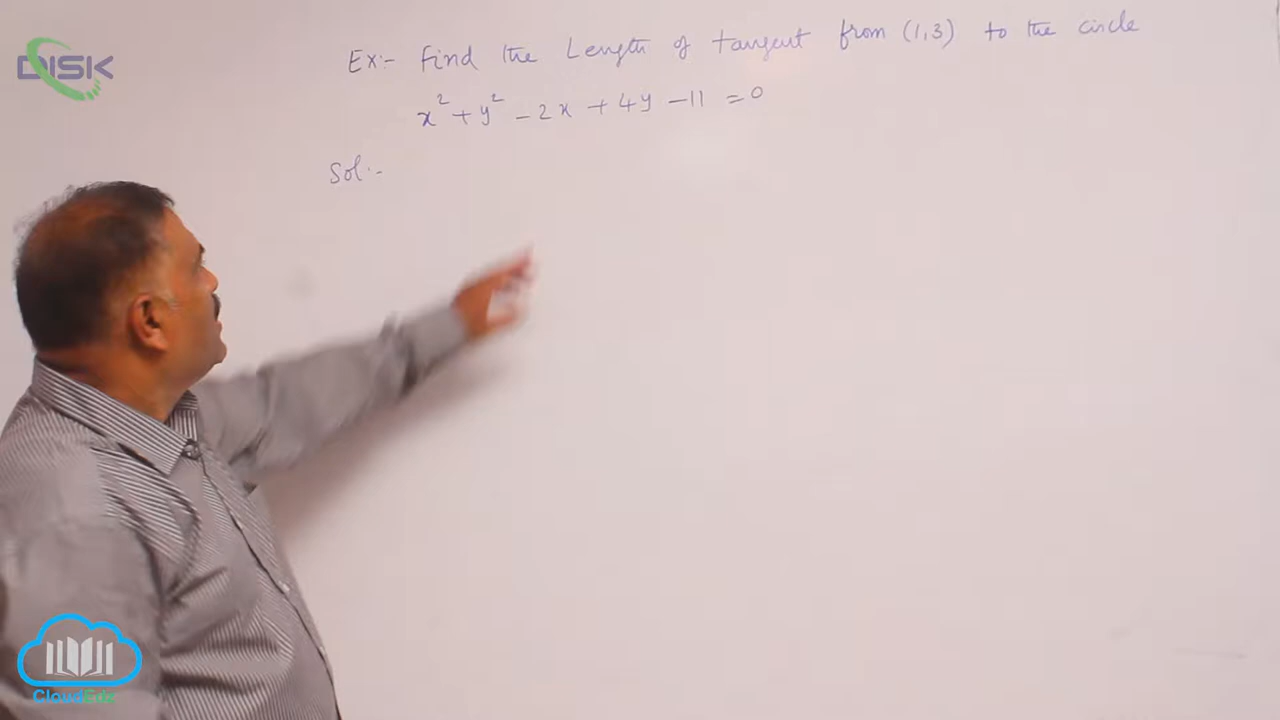 DISK
Ex:- Find the Length of tangent from (1,3) to the circle
x² + y² - 2x + 4y - 11 = 0
Sol:-
CloudEdz